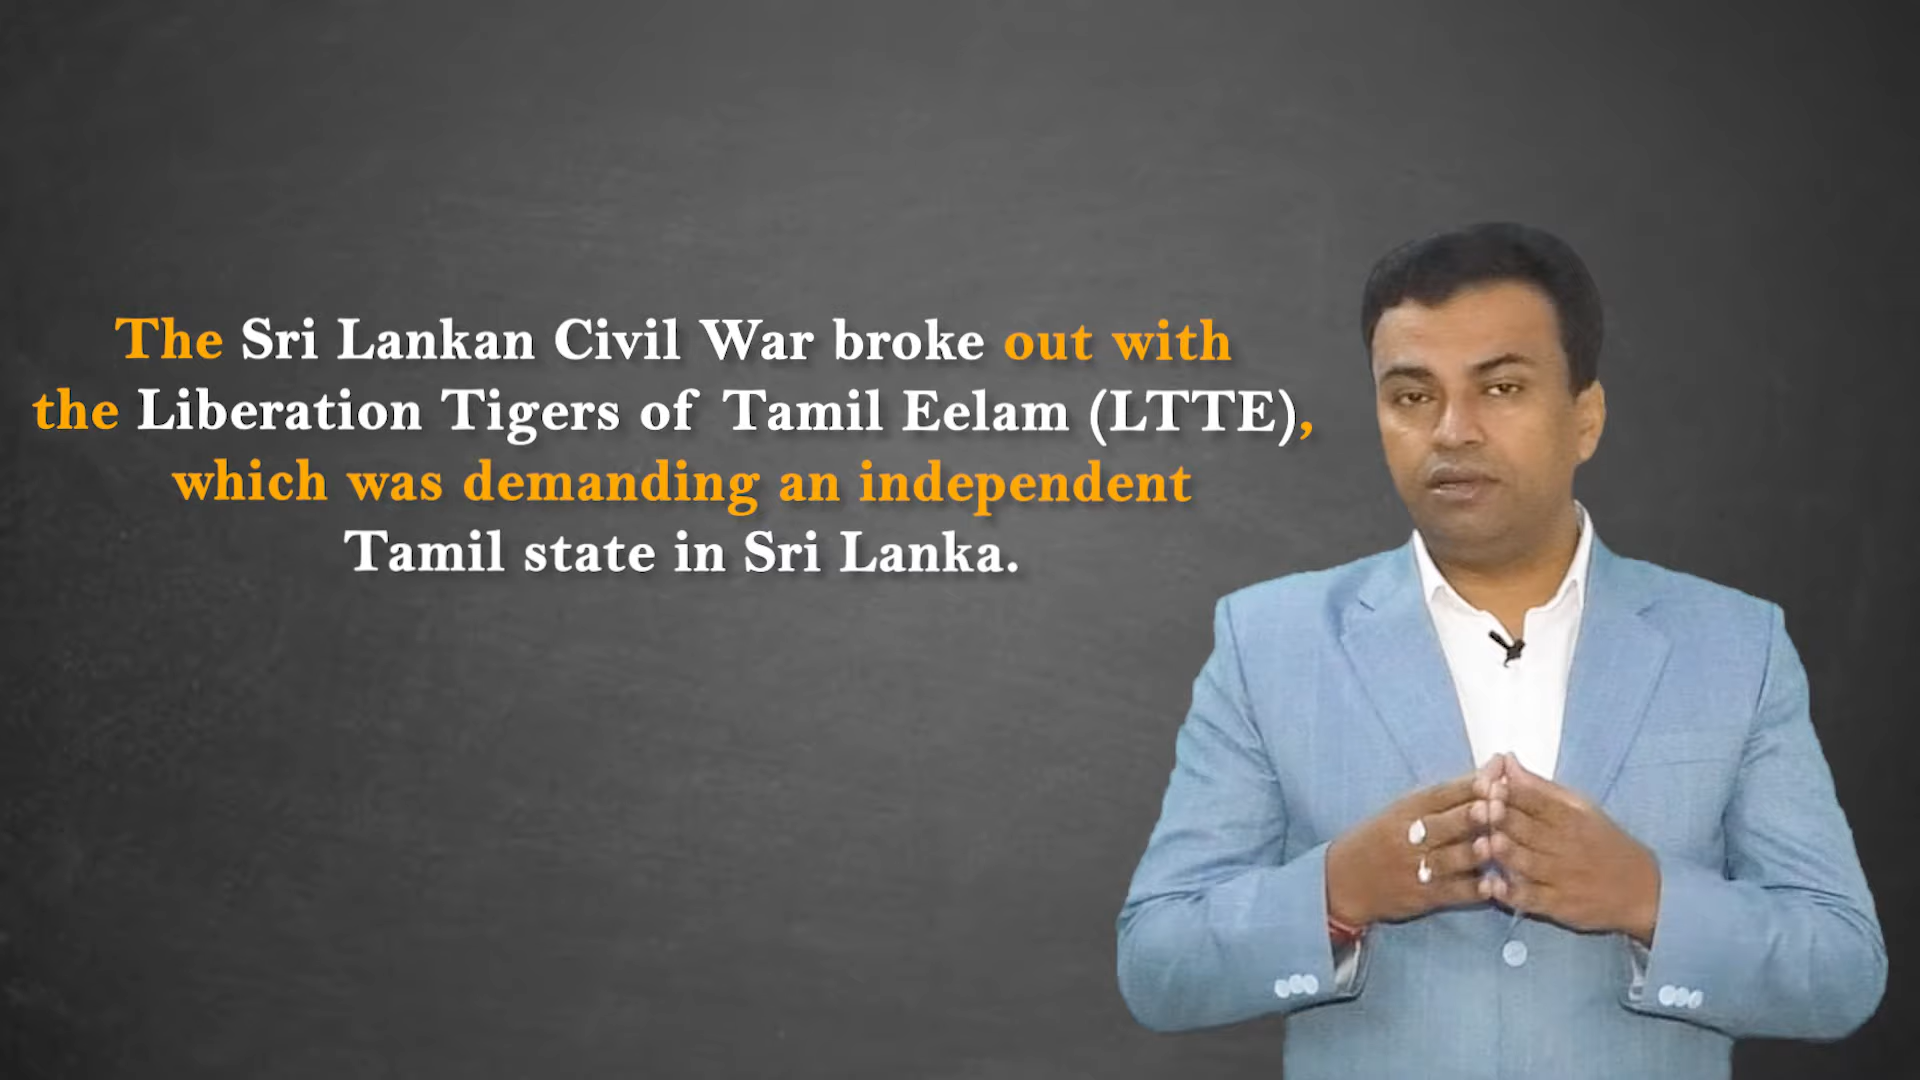 The Sri Lankan Civil War broke out with
the Liberation Tigers of Tamil Eelam (LTTE),
which was demanding an independent
Tamil state in Sri Lanka.